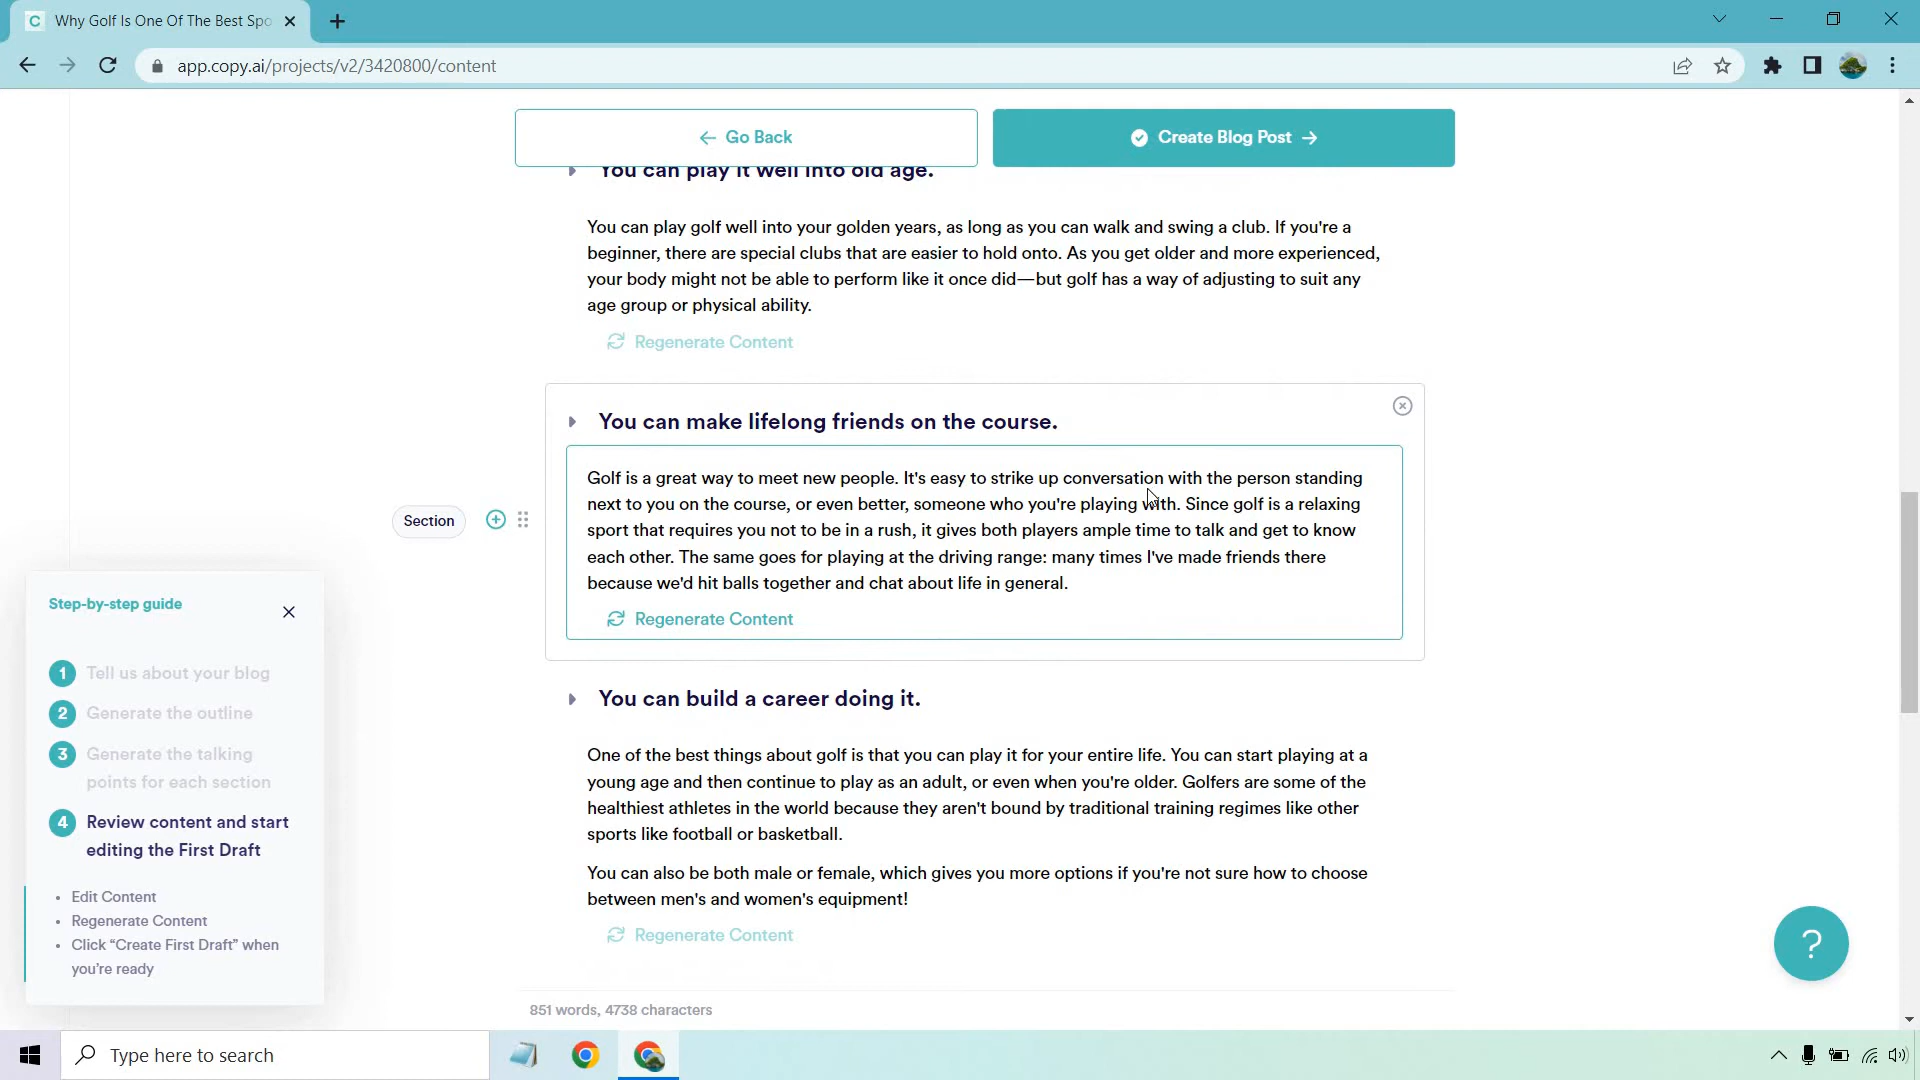 Why Golf Is One Of The Best Spo
app.copy.ai/projects/v2/3420800/content
Go Back
Create Blog Post
You can play it well into old age.
You can play golf well into your golden years, as long as you can walk and swing a club. If you're a
beginner, there are special clubs that are easier to hold onto. As you get older and more experienced,
your body might not be able to perform like it once did—but golf has a way of adjusting to suit any
age group or physical ability.
Regenerate Content
You can make lifelong friends on the course.
Golf is a great way to meet new people. It's easy to strike up conversation with the person standing
next to you on the course, or even better, someone who you're playing with. Since golf is a relaxing
sport that requires you not to be in a rush, it gives both players ample time to talk and get to know
each other. The same goes for playing at the driving range: many times I've made friends there
because we'd hit balls together and chat about life in general.
Regenerate Content
Section
You can build a career doing it.
One of the best things about golf is that you can play it for your entire life. You can start playing at a
young age and then continue to play as an adult, or even when you're older. Golfers are some of the
healthiest athletes in the world because they aren't bound by traditional training regimes like other
sports like football or basketball.
You can also be both male or female, which gives you more options if you're not sure how to choose
between men's and women's equipment!
Regenerate Content
851 words, 4738 characters
Step-by-step guide
1 Tell us about your blog
2 Generate the outline
3 Generate the talking
points for each section
4 Review content and start
editing the First Draft
• Edit Content
• Regenerate Content
• Click “Create First Draft” when
you're ready
?
Type here to search